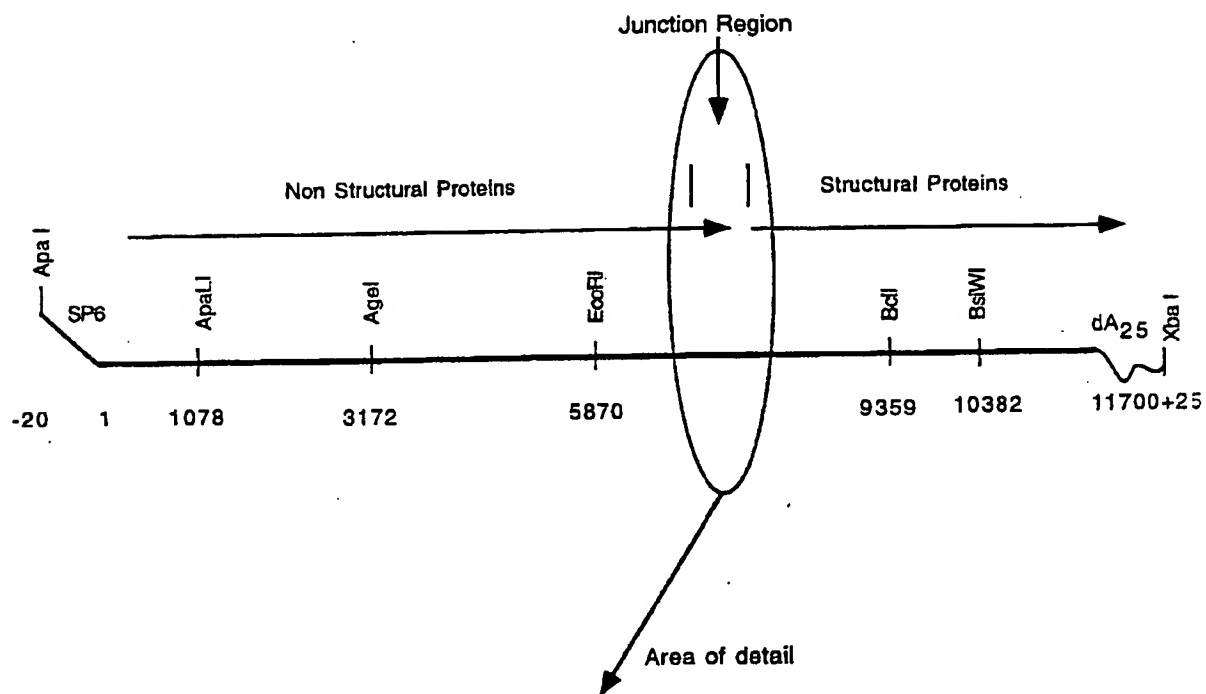 Junction Region
Non Structural Proteins
Structural Proteins
Apa I
SP6
ApaLI
AgeI
EcoRI
BclI
BsiWI
dA25
Xba I
-20 1 1078 3172 5870 9359 10382 11700+25
Area of detail